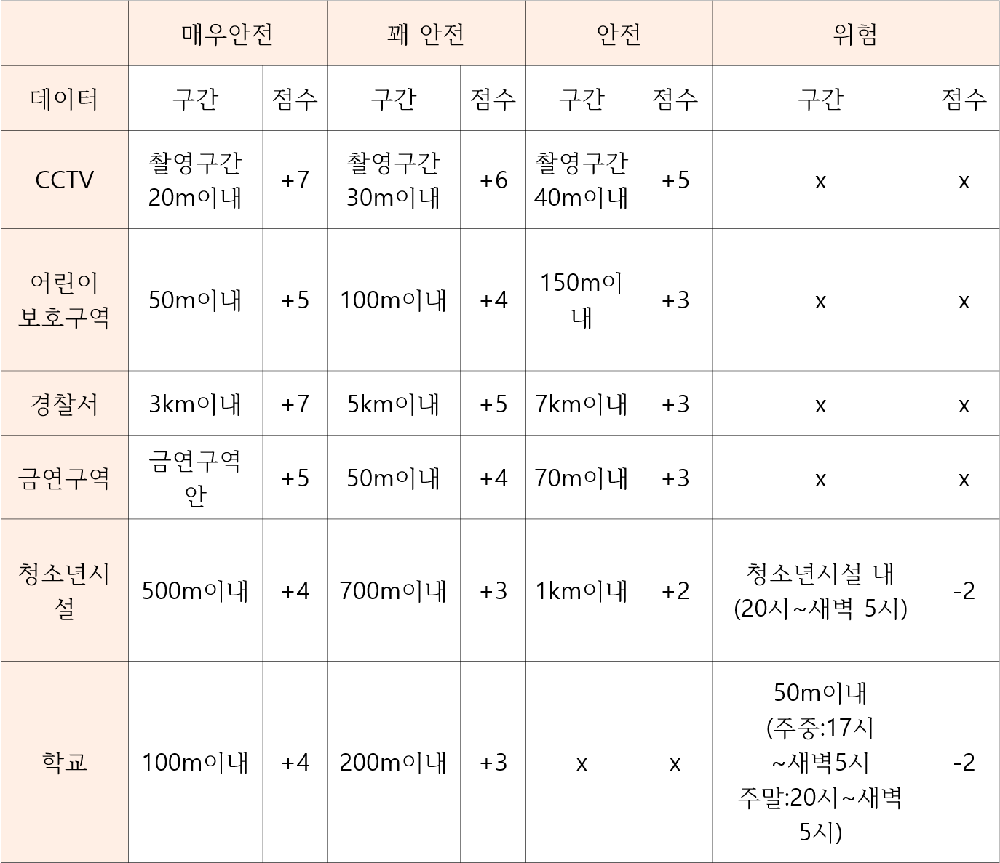 매우안전 꽤 안전 안전 위험
데이터 구간 점수 구간 점수 구간 점수 구간 점수
CCTV
촬영구간
20m이내
+7
촬영구간
30m이내
+6
촬영구간
40m이내
+5
x
x
어린이
보호구역
50m이내
+5
100m이내
+4
150m이
내
+3
x
x
경찰서 3km이내 +7 5km이내 +5 7km이내 +3 x x
금연구역
금연구역
안
+5
50m이내
+4
70m이내
+3
x
x
청소년시
설
500m이내
+4
700m이내
+3
1km이내
+2
청소년시설 내
(20시~새벽 5시)
-2
학교
100m이내
+4
200m이내
+3
x
x
50m이내
(주중:17시
~새벽5시
주말:20시~새벽
5시)
-2